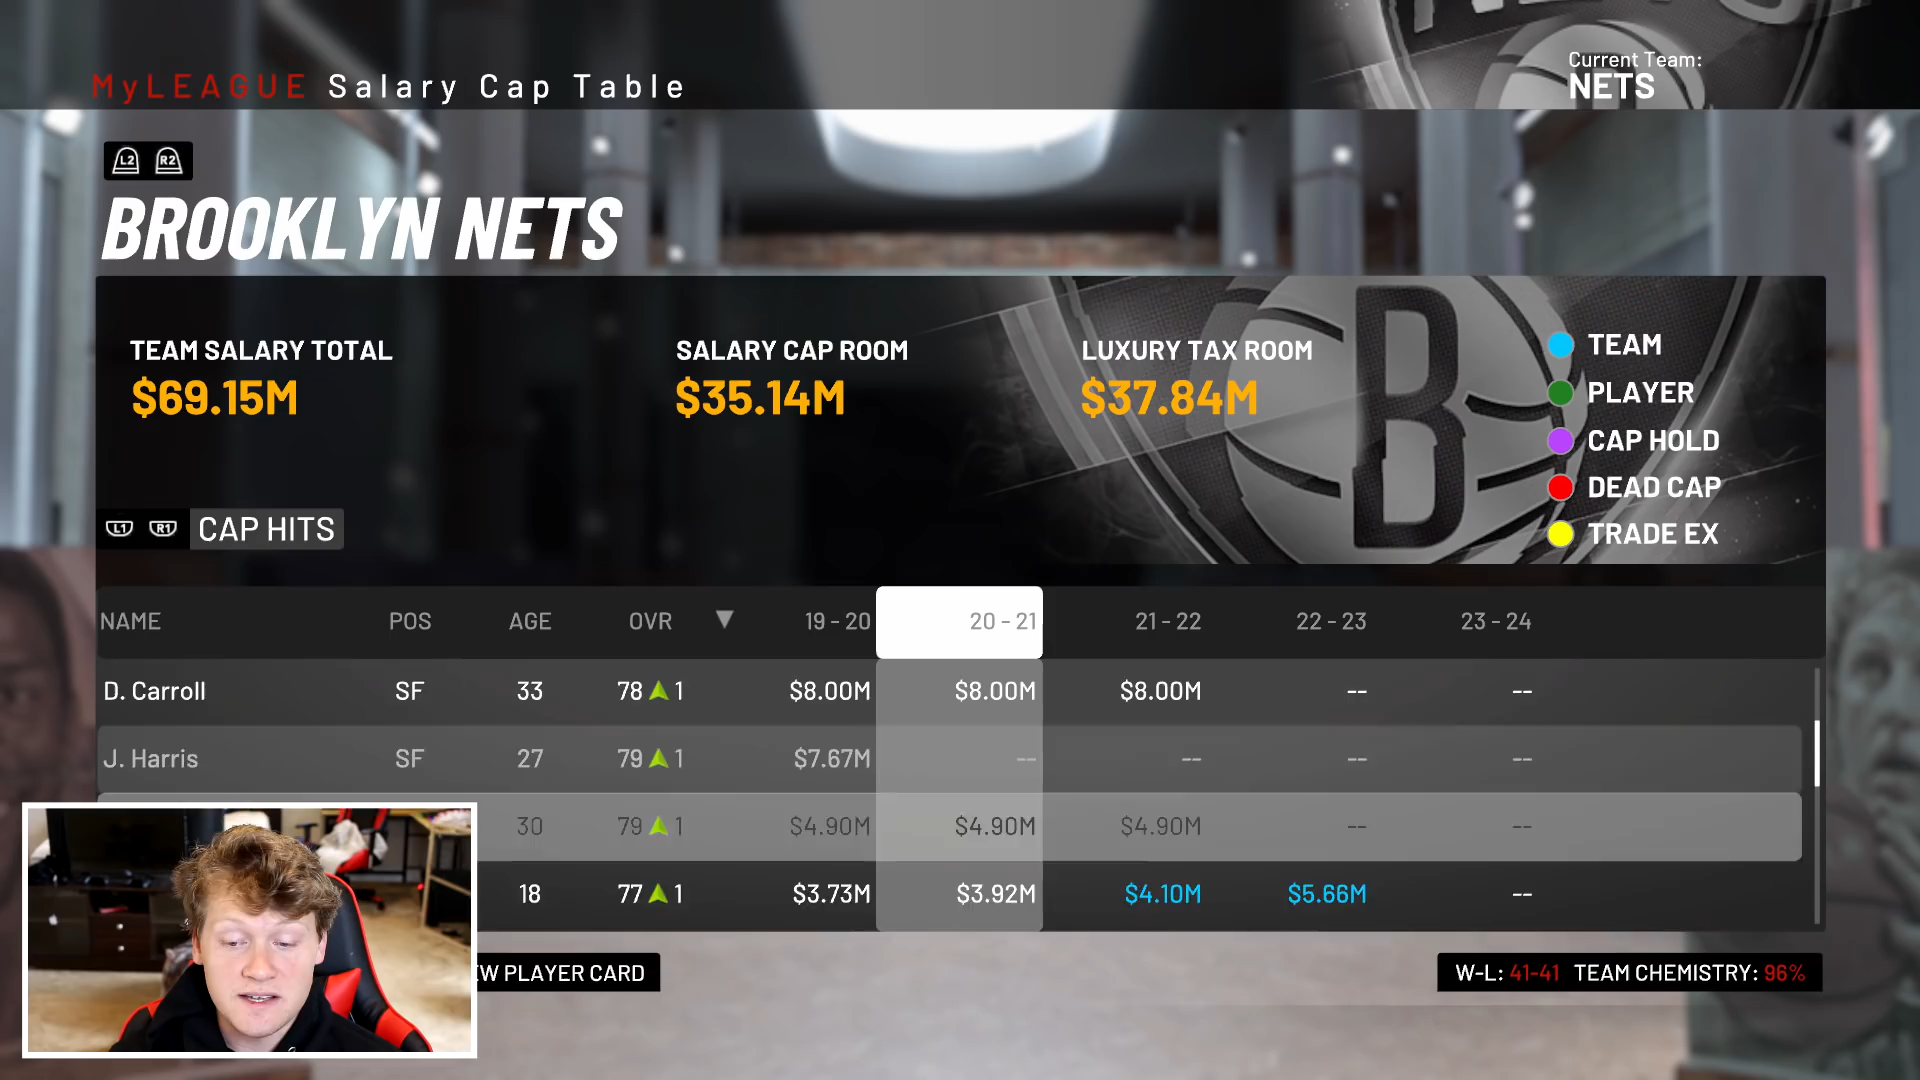 MyLEAGUE Salary Cap Table
Current Team:
NETS
L2 R2
BROOKLYN NETS
TEAM SALARY TOTAL SALARY CAP ROOM LUXURY TAX ROOM
$69.15M $35.14M $37.84M
TEAM
PLAYER
CAP HOLD
DEAD CAP
TRADE EX
B
L1 R1 CAP HITS
NAME POS AGE OVR 19 - 20 20 - 21 21 - 22 22 - 23 23 - 24
D. Carroll SF 33 78 1 $8.00M $8.00M $8.00M -- --
J. Harris SF 27 79 1 $7.67M -- -- -- --
30 79 1 $4.90M $4.90M $4.90M -- --
18 77 1 $3.73M $3.92M $4.10M $5.66M --
EW PLAYER CARD
W-L: 41-41 TEAM CHEMISTRY: 96%